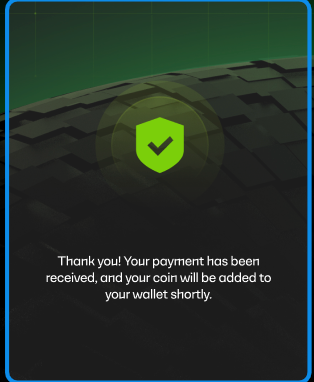 Thank you! Your payment has been
received, and your coin will be added to
your wallet shortly.